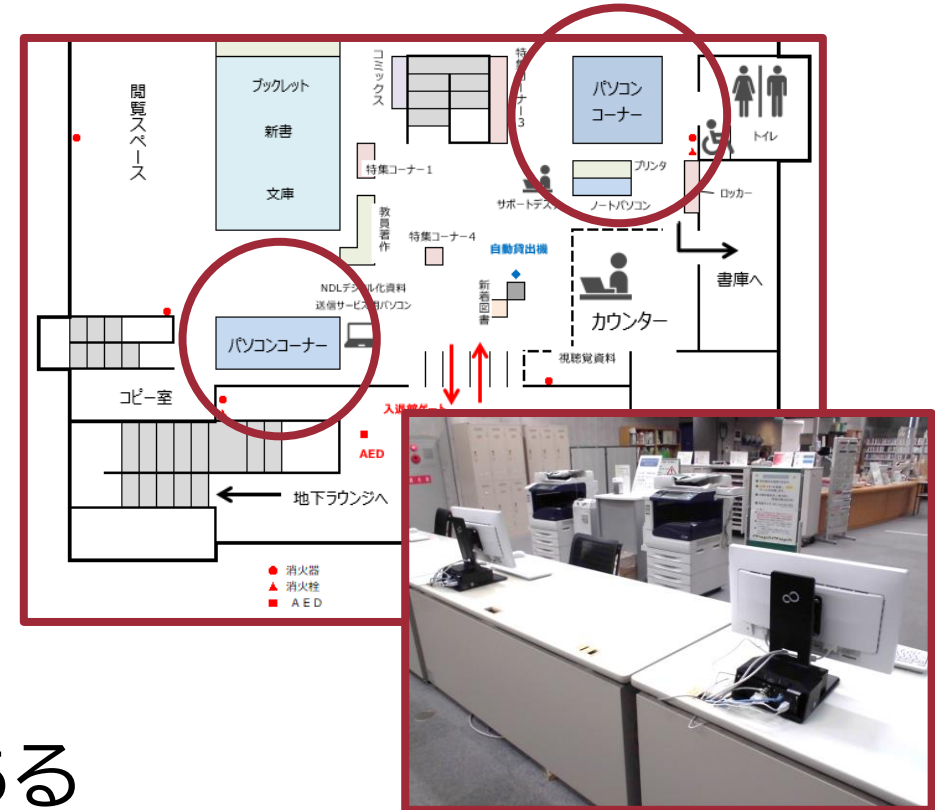 コミックス
特集コーナー3
ブックレット
パソコン
コーナー
閲覧スペース
新書
トイレ
特集コーナー1
プリンタ
文庫
サポートデスク
ノートパソコン
ロッカー
教員著作
特集コーナー4
自動貸出機
書庫へ
NDLデジタル化資料
送信サービス用パソコン
新着図書
カウンター
パソコンコーナー
視聴覚資料
コピー室
入退館ゲート
AED
地下ラウンジへ
消火器
消火栓
AED
ある